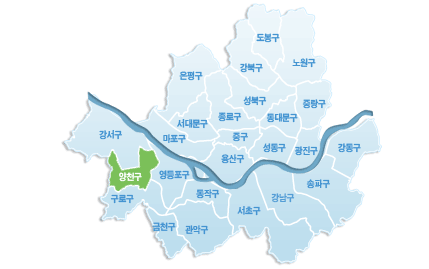 도봉구
노원구
강북구
은평구
성북구
중랑구
종로구
동대문구
서대문구
강서구
마포구
중구
성동구
광진구
강동구
용산구
양천구
영등포구
송파구
동작구
강남구
구로구
서초구
금천구
관악구